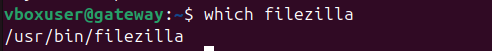 vboxuser@gateway:~$ which filezilla
/usr/bin/filezilla